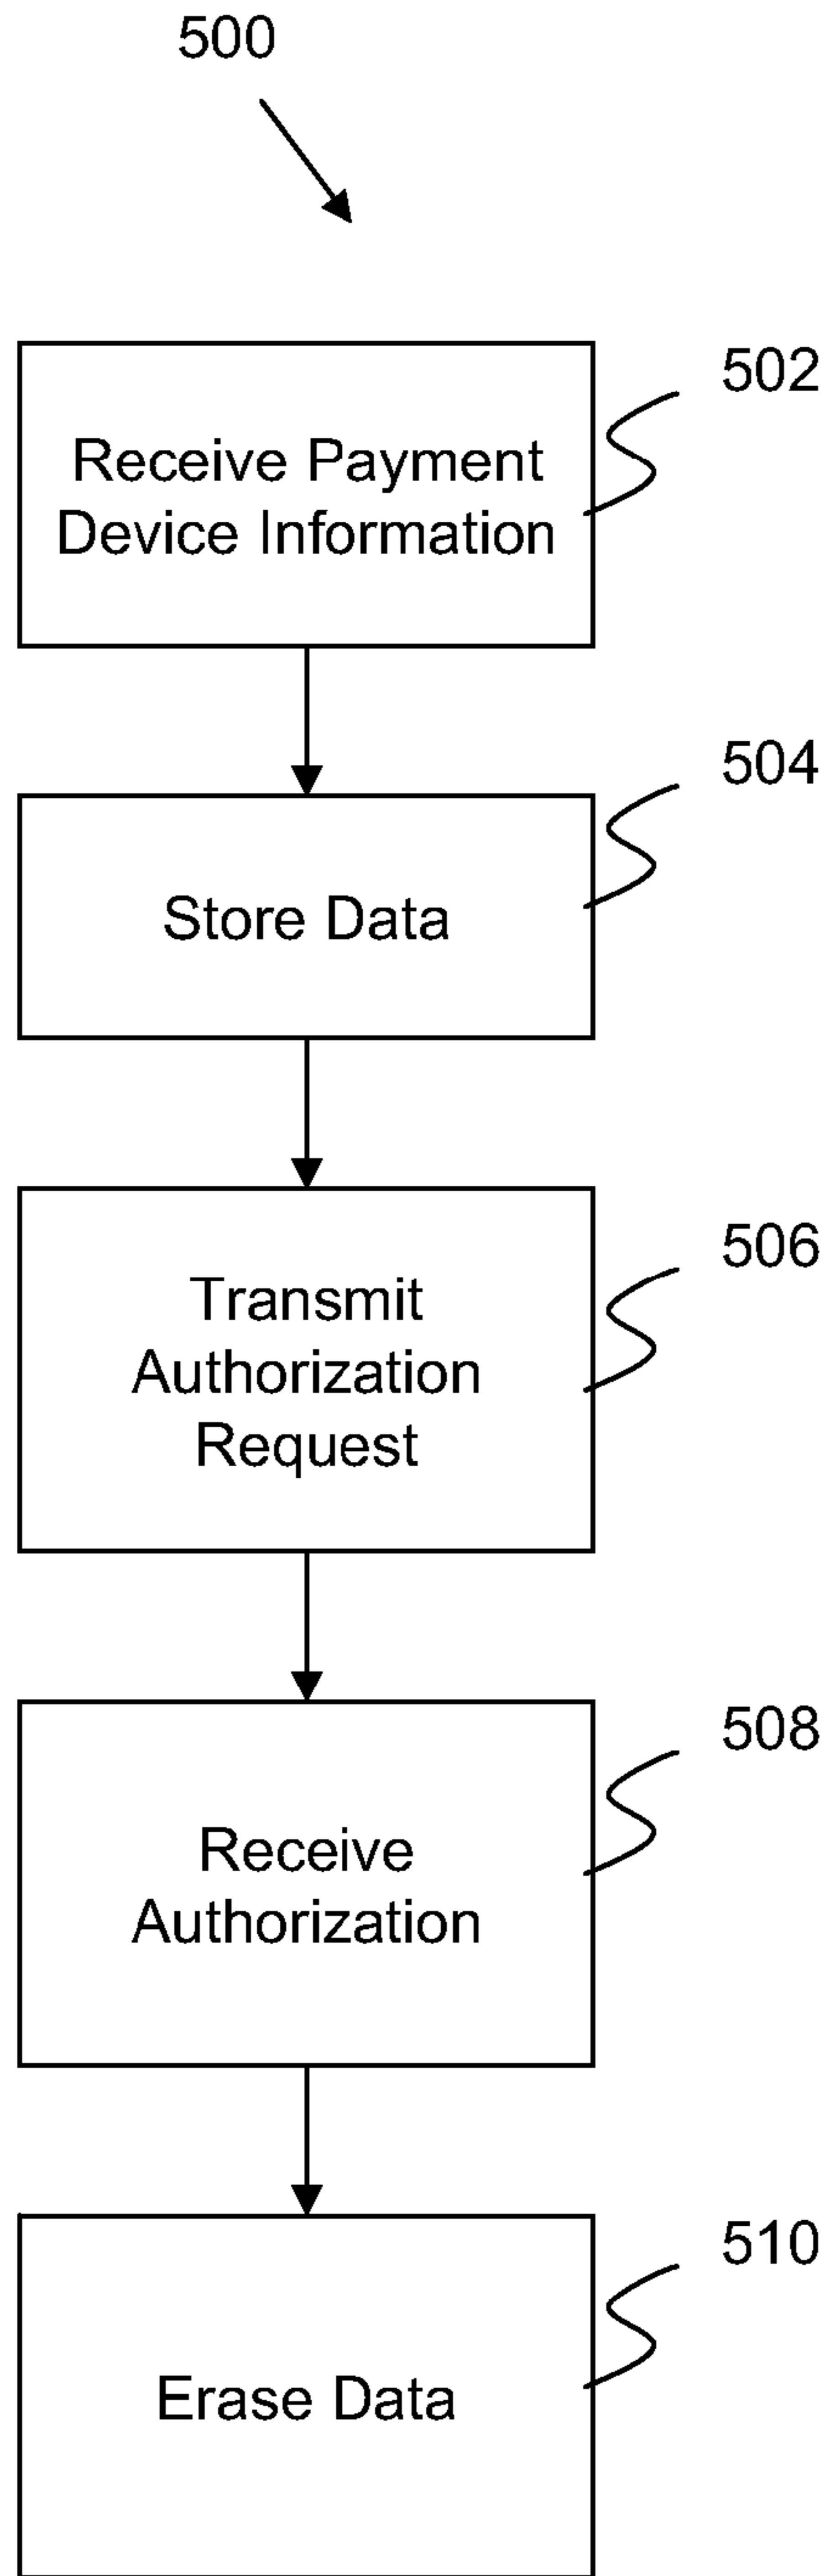 500
502
Receive Payment
Device Information
504
Store Data
506
Transmit
Authorization
Request
508
Receive
Authorization
510
Erase Data